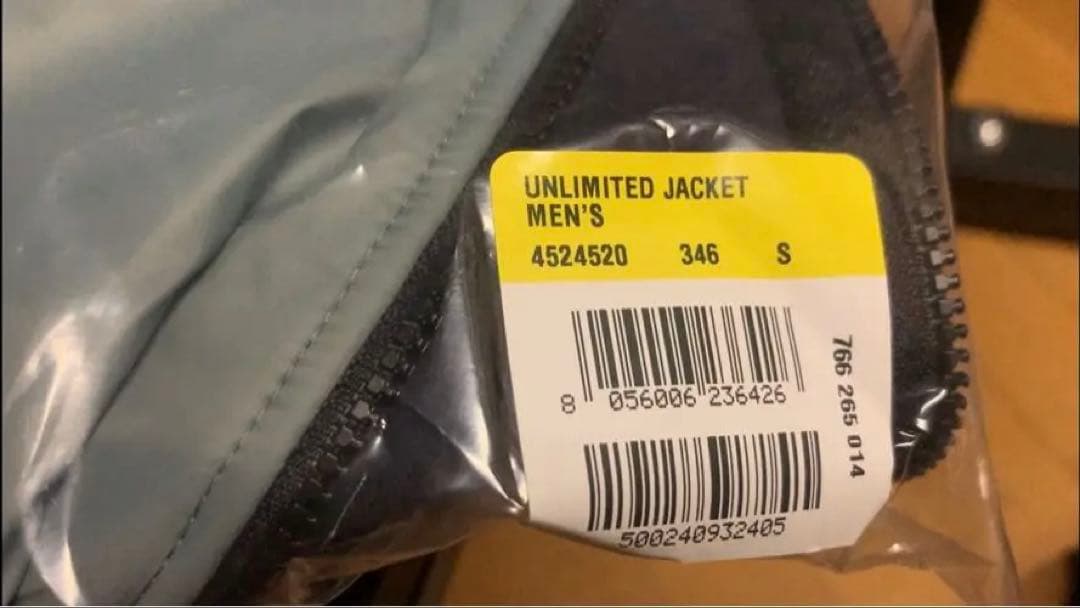 UNLIMITED JACKET
MEN'S
4524520 346 S
8 056006 236426
766 265 014
500240932405